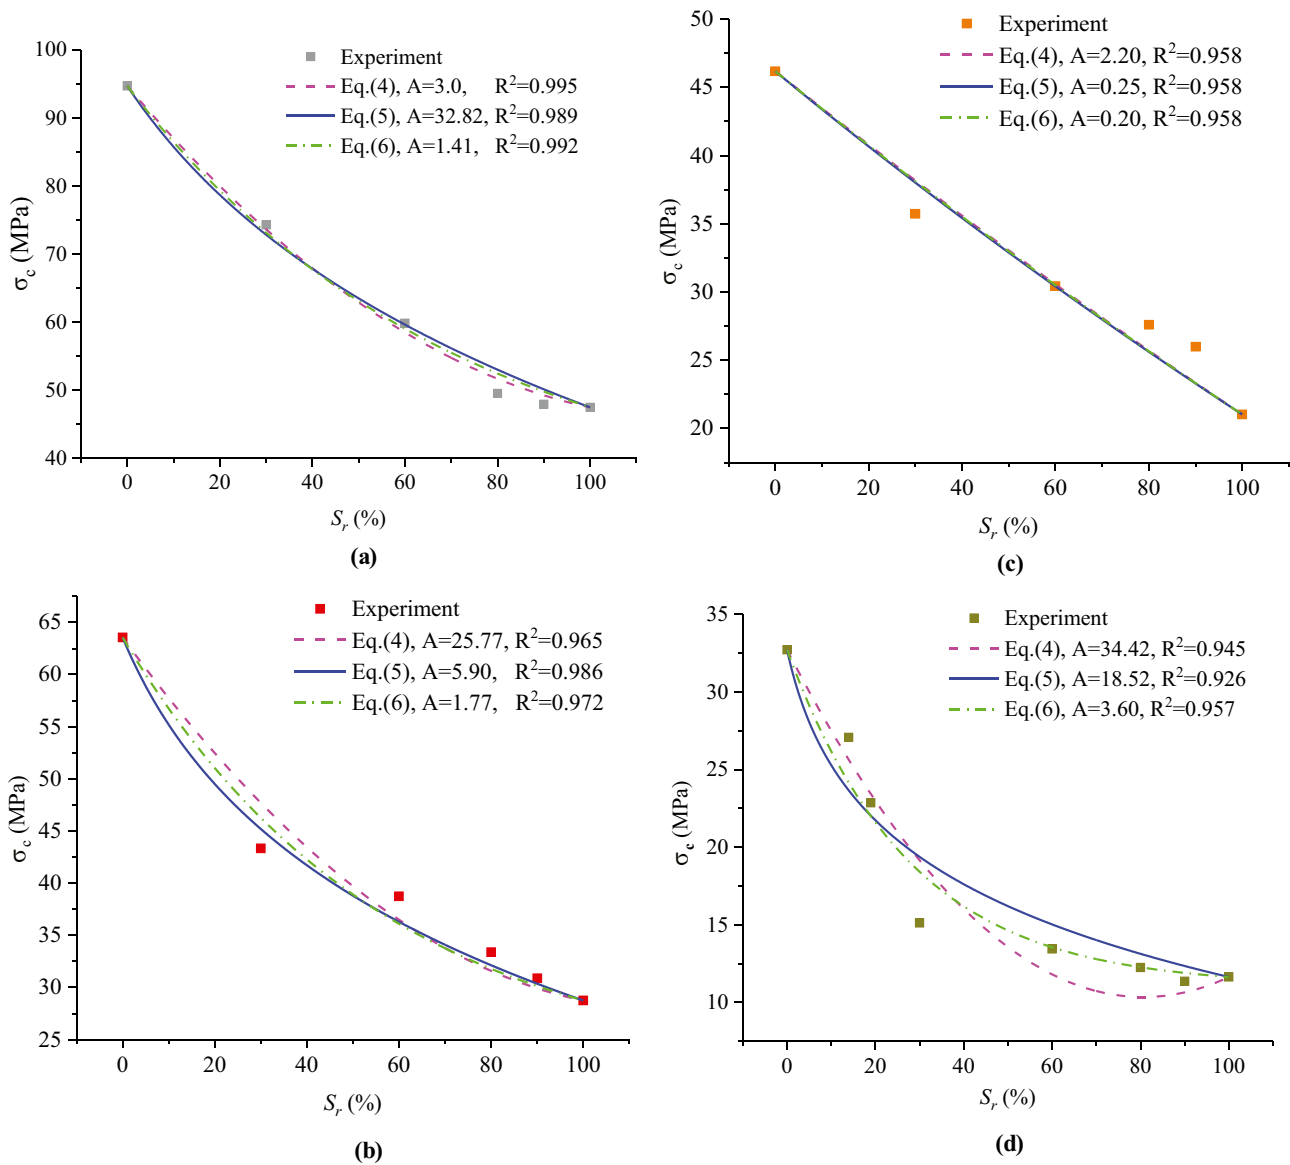 100
90
80
70
60
50
40
σc (MPa)
Experiment
Eq.(4), A=3.0, R²=0.995
Eq.(5), A=32.82, R²=0.989
Eq.(6), A=1.41, R²=0.992
0 20 40 60 80 100
Sr (%)
(a)
50
45
40
35
30
25
20
σc (MPa)
Experiment
Eq.(4), A=2.20, R²=0.958
Eq.(5), A=0.25, R²=0.958
Eq.(6), A=0.20, R²=0.958
0 20 40 60 80 100
Sr (%)
(c)
65
60
55
50
45
40
35
30
25
σc (MPa)
Experiment
Eq.(4), A=25.77, R²=0.965
Eq.(5), A=5.90, R²=0.986
Eq.(6), A=1.77, R²=0.972
0 20 40 60 80 100
Sr (%)
(b)
35
30
25
20
15
10
σc (MPa)
Experiment
Eq.(4), A=34.42, R²=0.945
Eq.(5), A=18.52, R²=0.926
Eq.(6), A=3.60, R²=0.957
0 20 40 60 80 100
Sr (%)
(d)